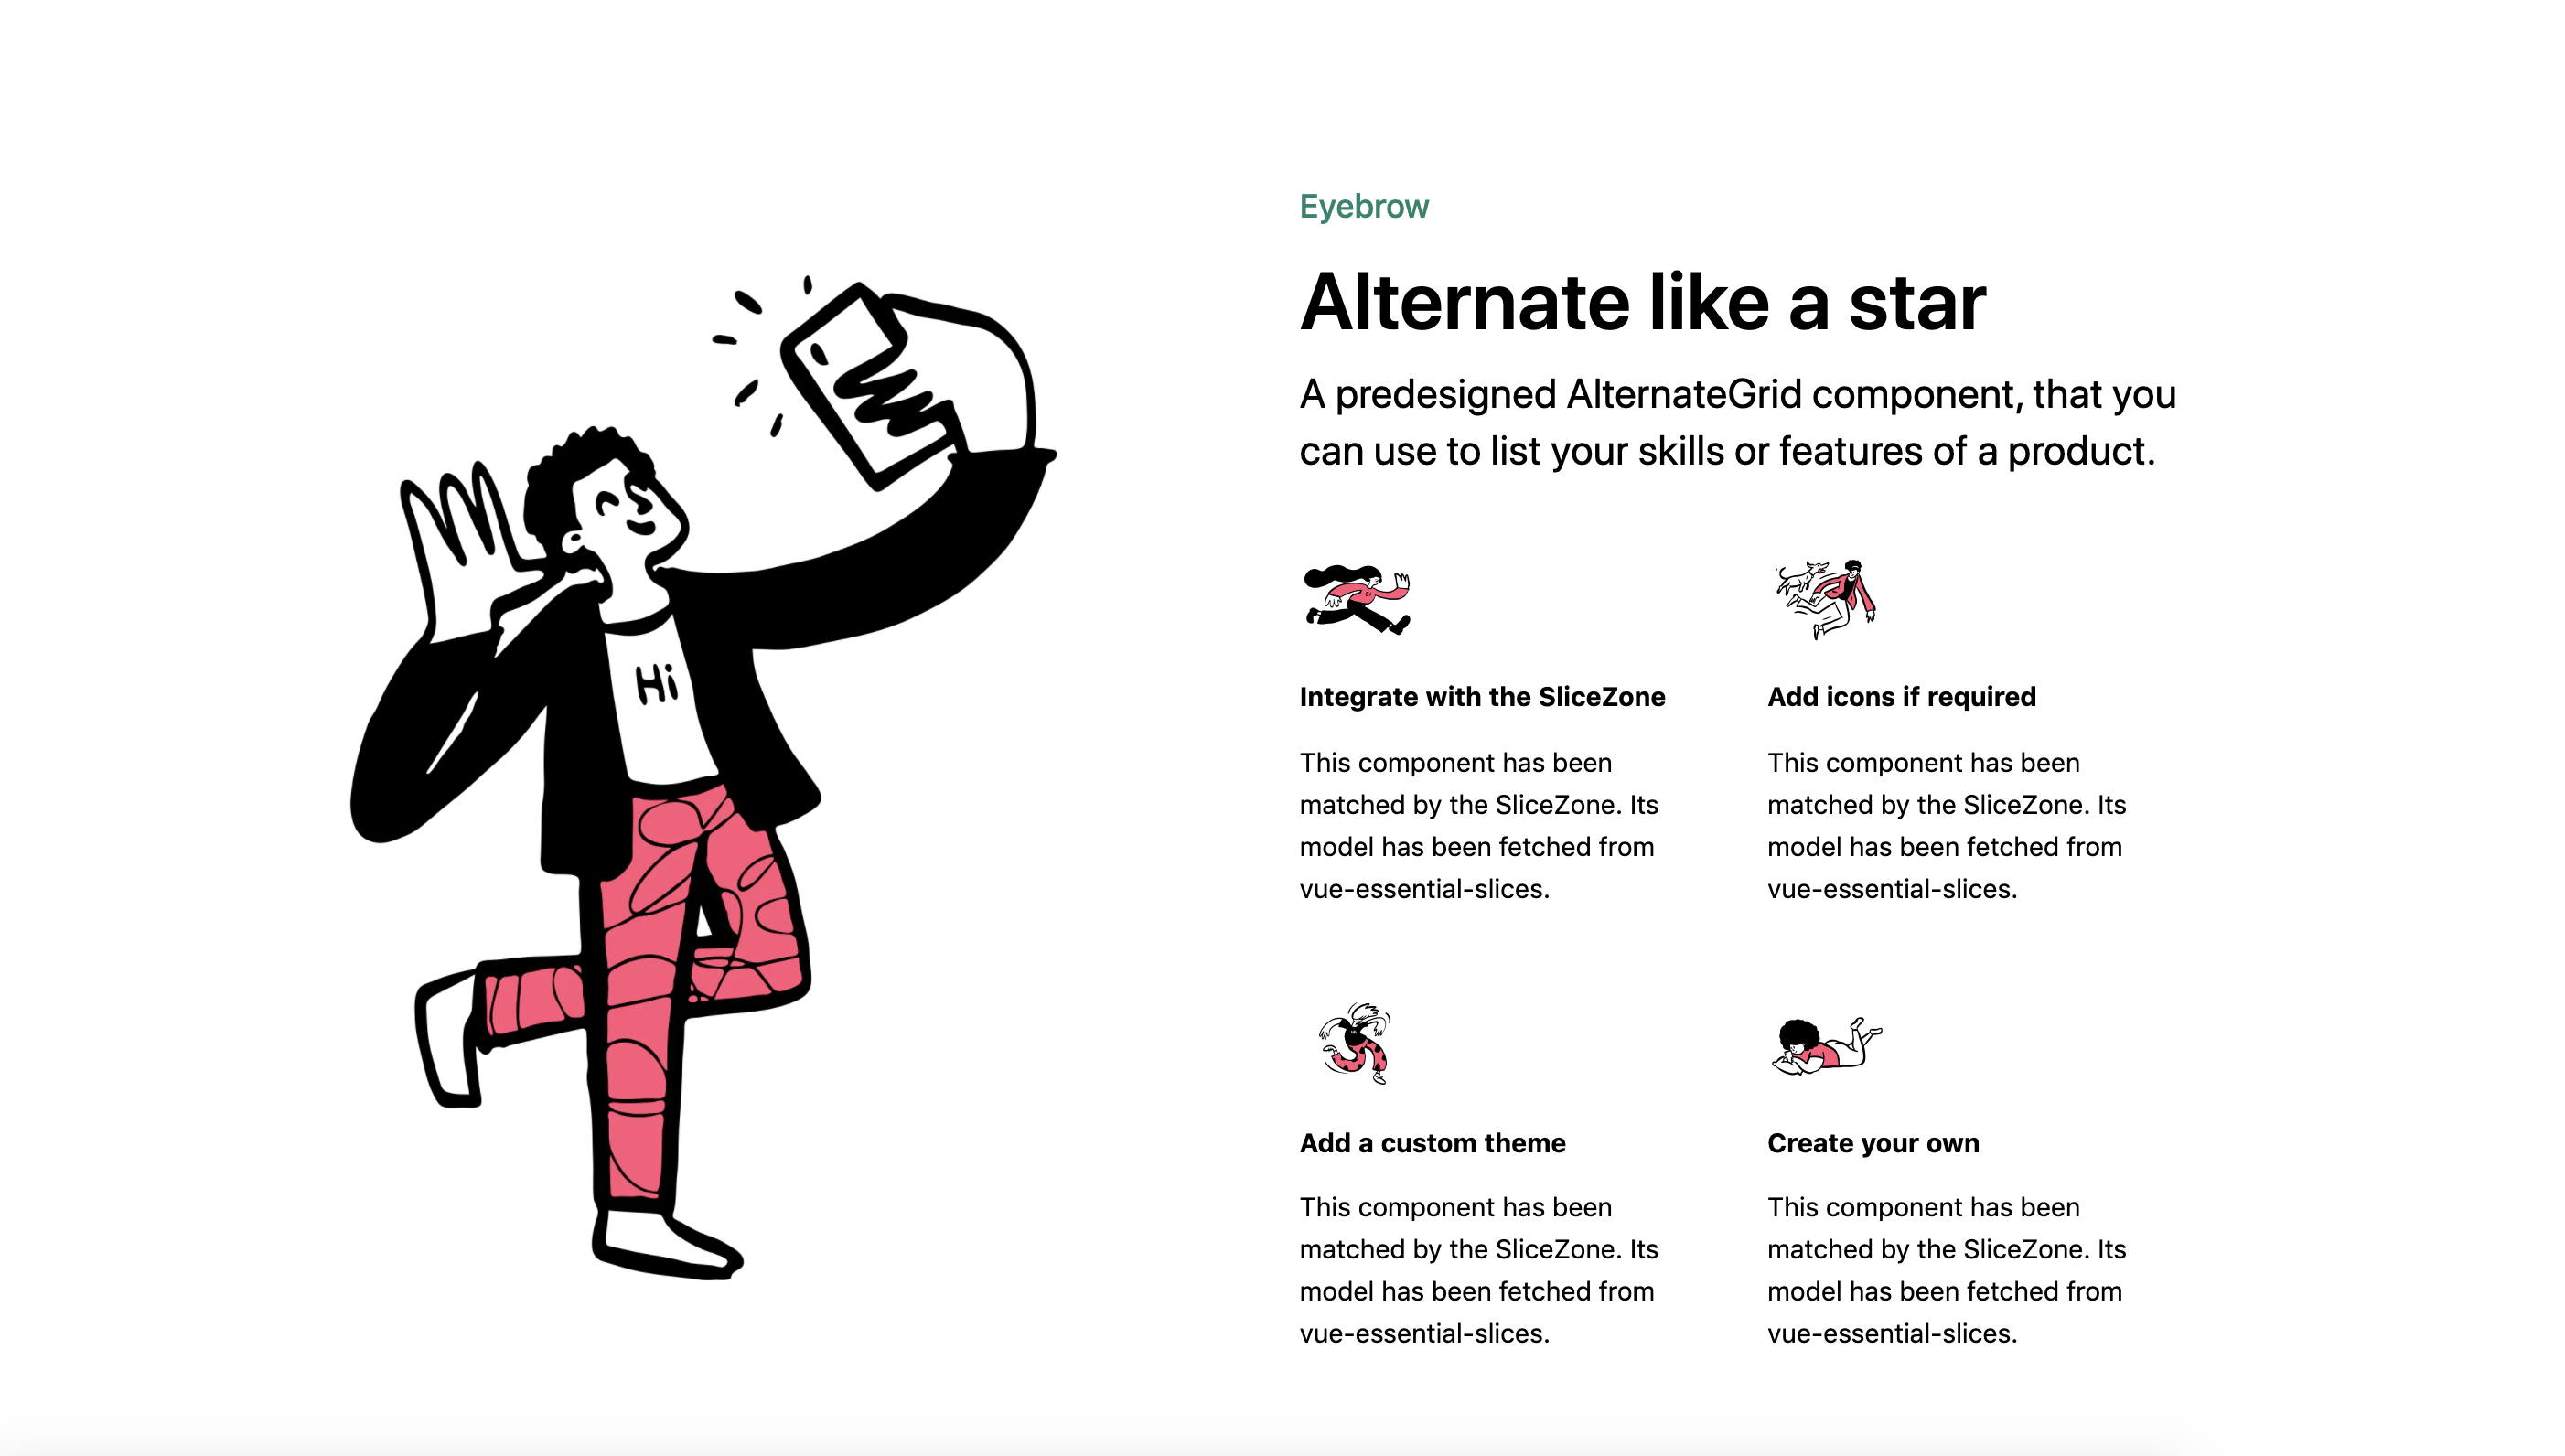 Eyebrow
Alternate like a star
A predesigned AlternateGrid component, that you
can use to list your skills or features of a product.
Hi
Integrate with the SliceZone
This component has been
matched by the SliceZone. Its
model has been fetched from
vue-essential-slices.
Add icons if required
This component has been
matched by the SliceZone. Its
model has been fetched from
vue-essential-slices.
Add a custom theme
This component has been
matched by the SliceZone. Its
model has been fetched from
vue-essential-slices.
Create your own
This component has been
matched by the SliceZone. Its
model has been fetched from
vue-essential-slices.